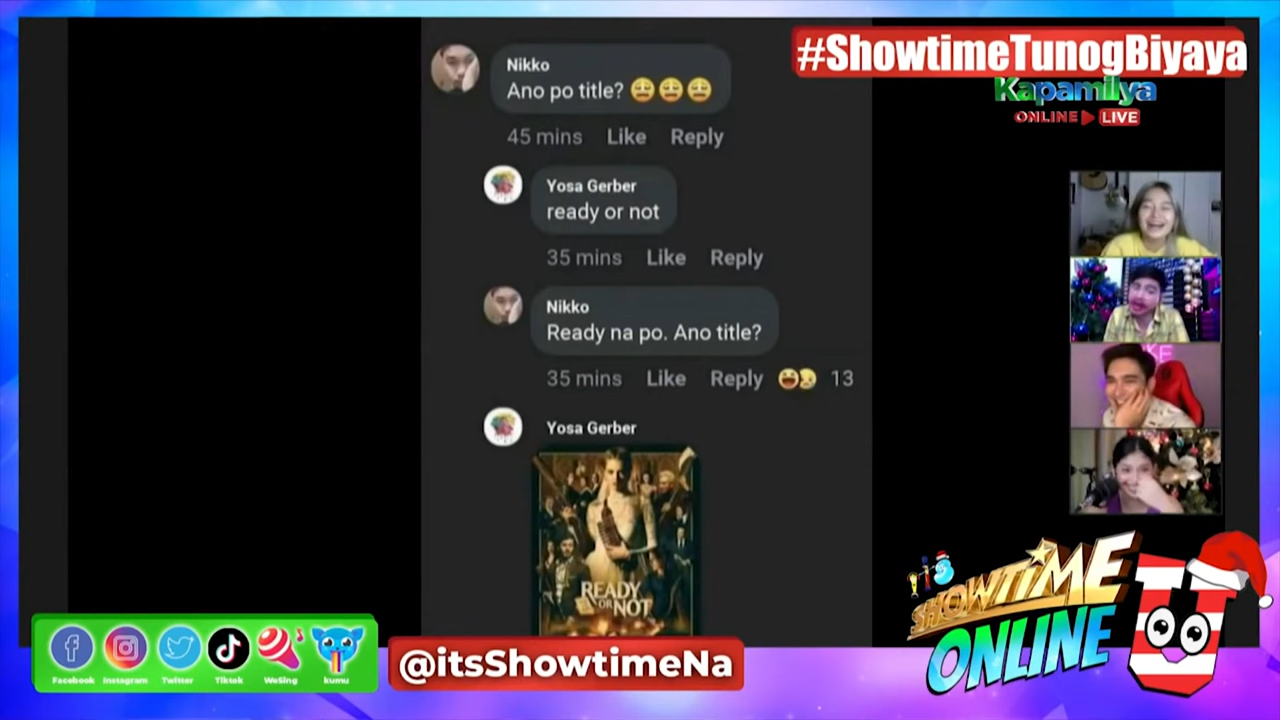 #ShowtimeTunogBiyaya
Kapamilya
ONLINE LIVE
Nikko
Ano po title? 😩😩😩
45 mins Like Reply
Yosa Gerber
ready or not
35 mins Like Reply
Nikko
Ready na po. Ano title?
35 mins Like Reply 13
Yosa Gerber
READY
OR NOT
it's
SHOWTIME
ONLINE U
Facebook Instagram Twitter Tiktok WeSing kumu
@itsShowtimeNa